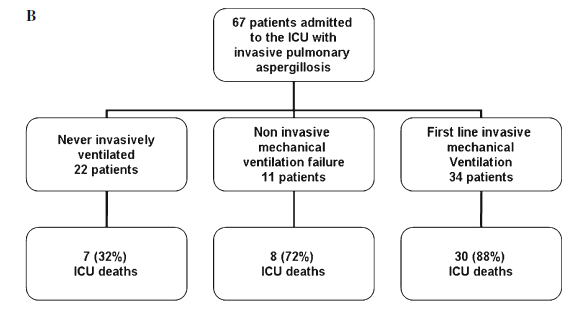 B
67 patients admitted
to the ICU with
invasive pulmonary
aspergillosis
Never invasively
ventilated
22 patients
Non invasive
mechanical
ventilation failure
11 patients
First line invasive
mechanical
Ventilation
34 patients
7 (32%)
ICU deaths
8 (72%)
ICU deaths
30 (88%)
ICU deaths